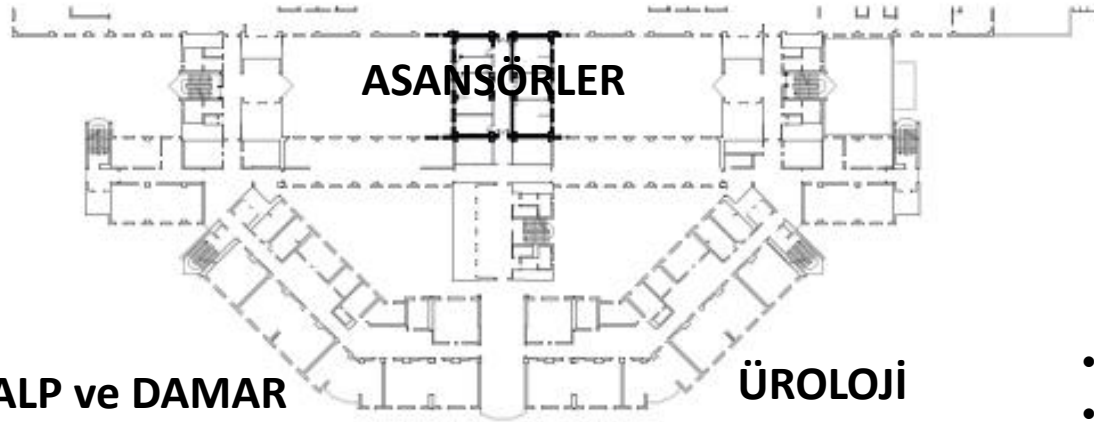 ASANSÖRLER
ALP ve DAMAR
ÜROLOJİ
•
•